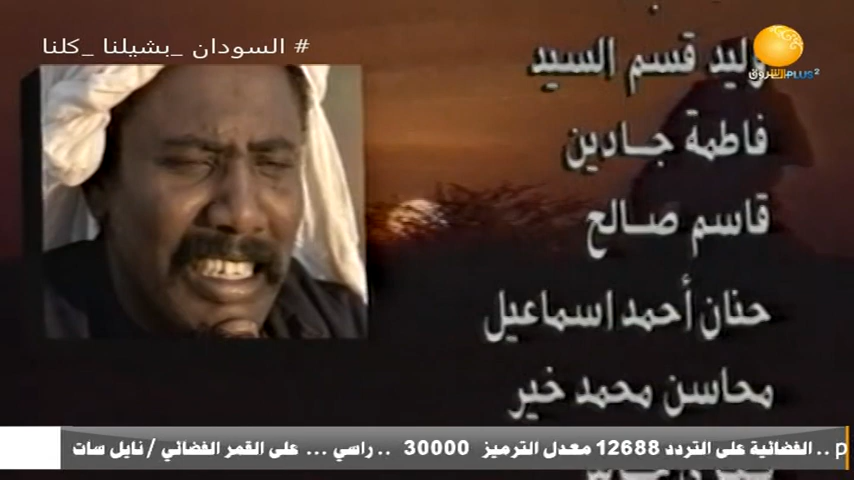 # السودان _بشيلنا _كلنا
الشروق PLUS²
وليد قسم السيد
فاطمة جادين
قاسم صالح
حنان أحمد اسماعيل
محاسن محمد خير
p .. الفضائية على التردد 12688 معدل الترميز 30000 .. راسي ... على القمر الفضائي / نايل سات